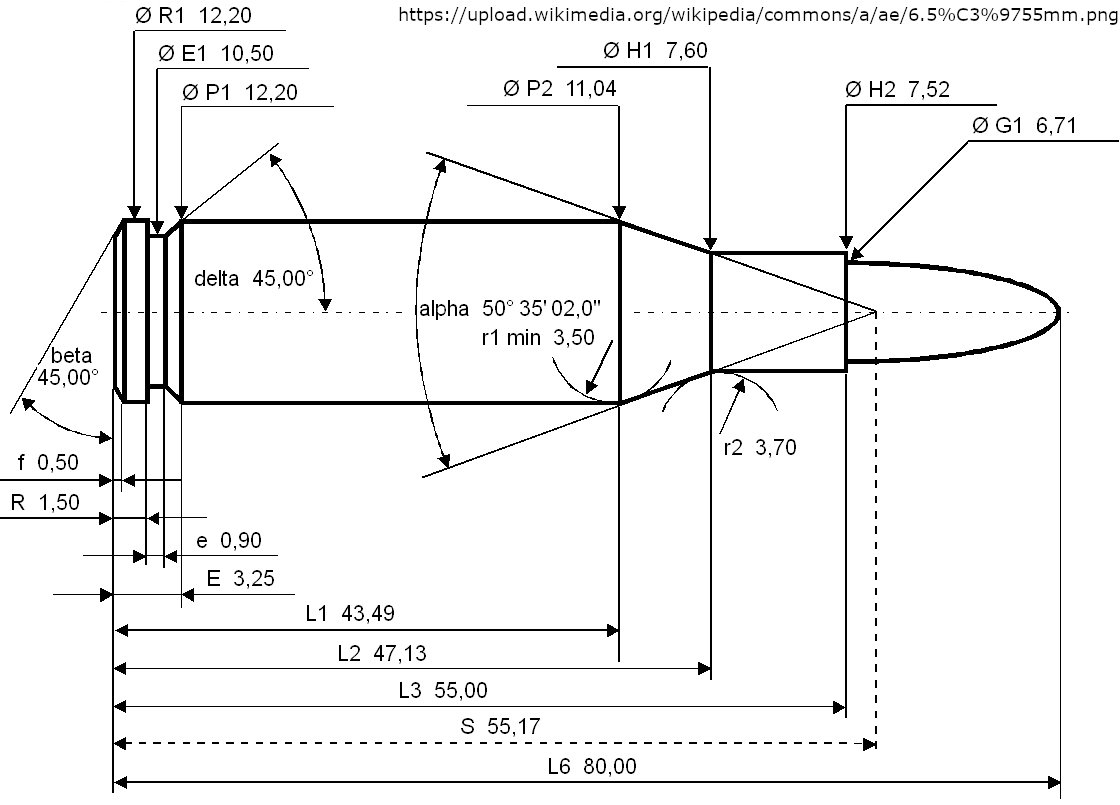 https://upload.wikimedia.org/wikipedia/commons/a/ae/6.5%C3%9755mm.png
Ø R1 12,20
Ø E1 10,50
Ø P1 12,20
Ø H1 7,60
Ø P2 11,04
Ø H2 7,52
Ø G1 6,71
delta 45,00°
alpha 50° 35' 02,0"
r1 min 3,50
beta
45,00°
r2 3,70
f 0,50
R 1,50
e 0,90
E 3,25
L1 43,49
L2 47,13
L3 55,00
S 55,17
L6 80,00